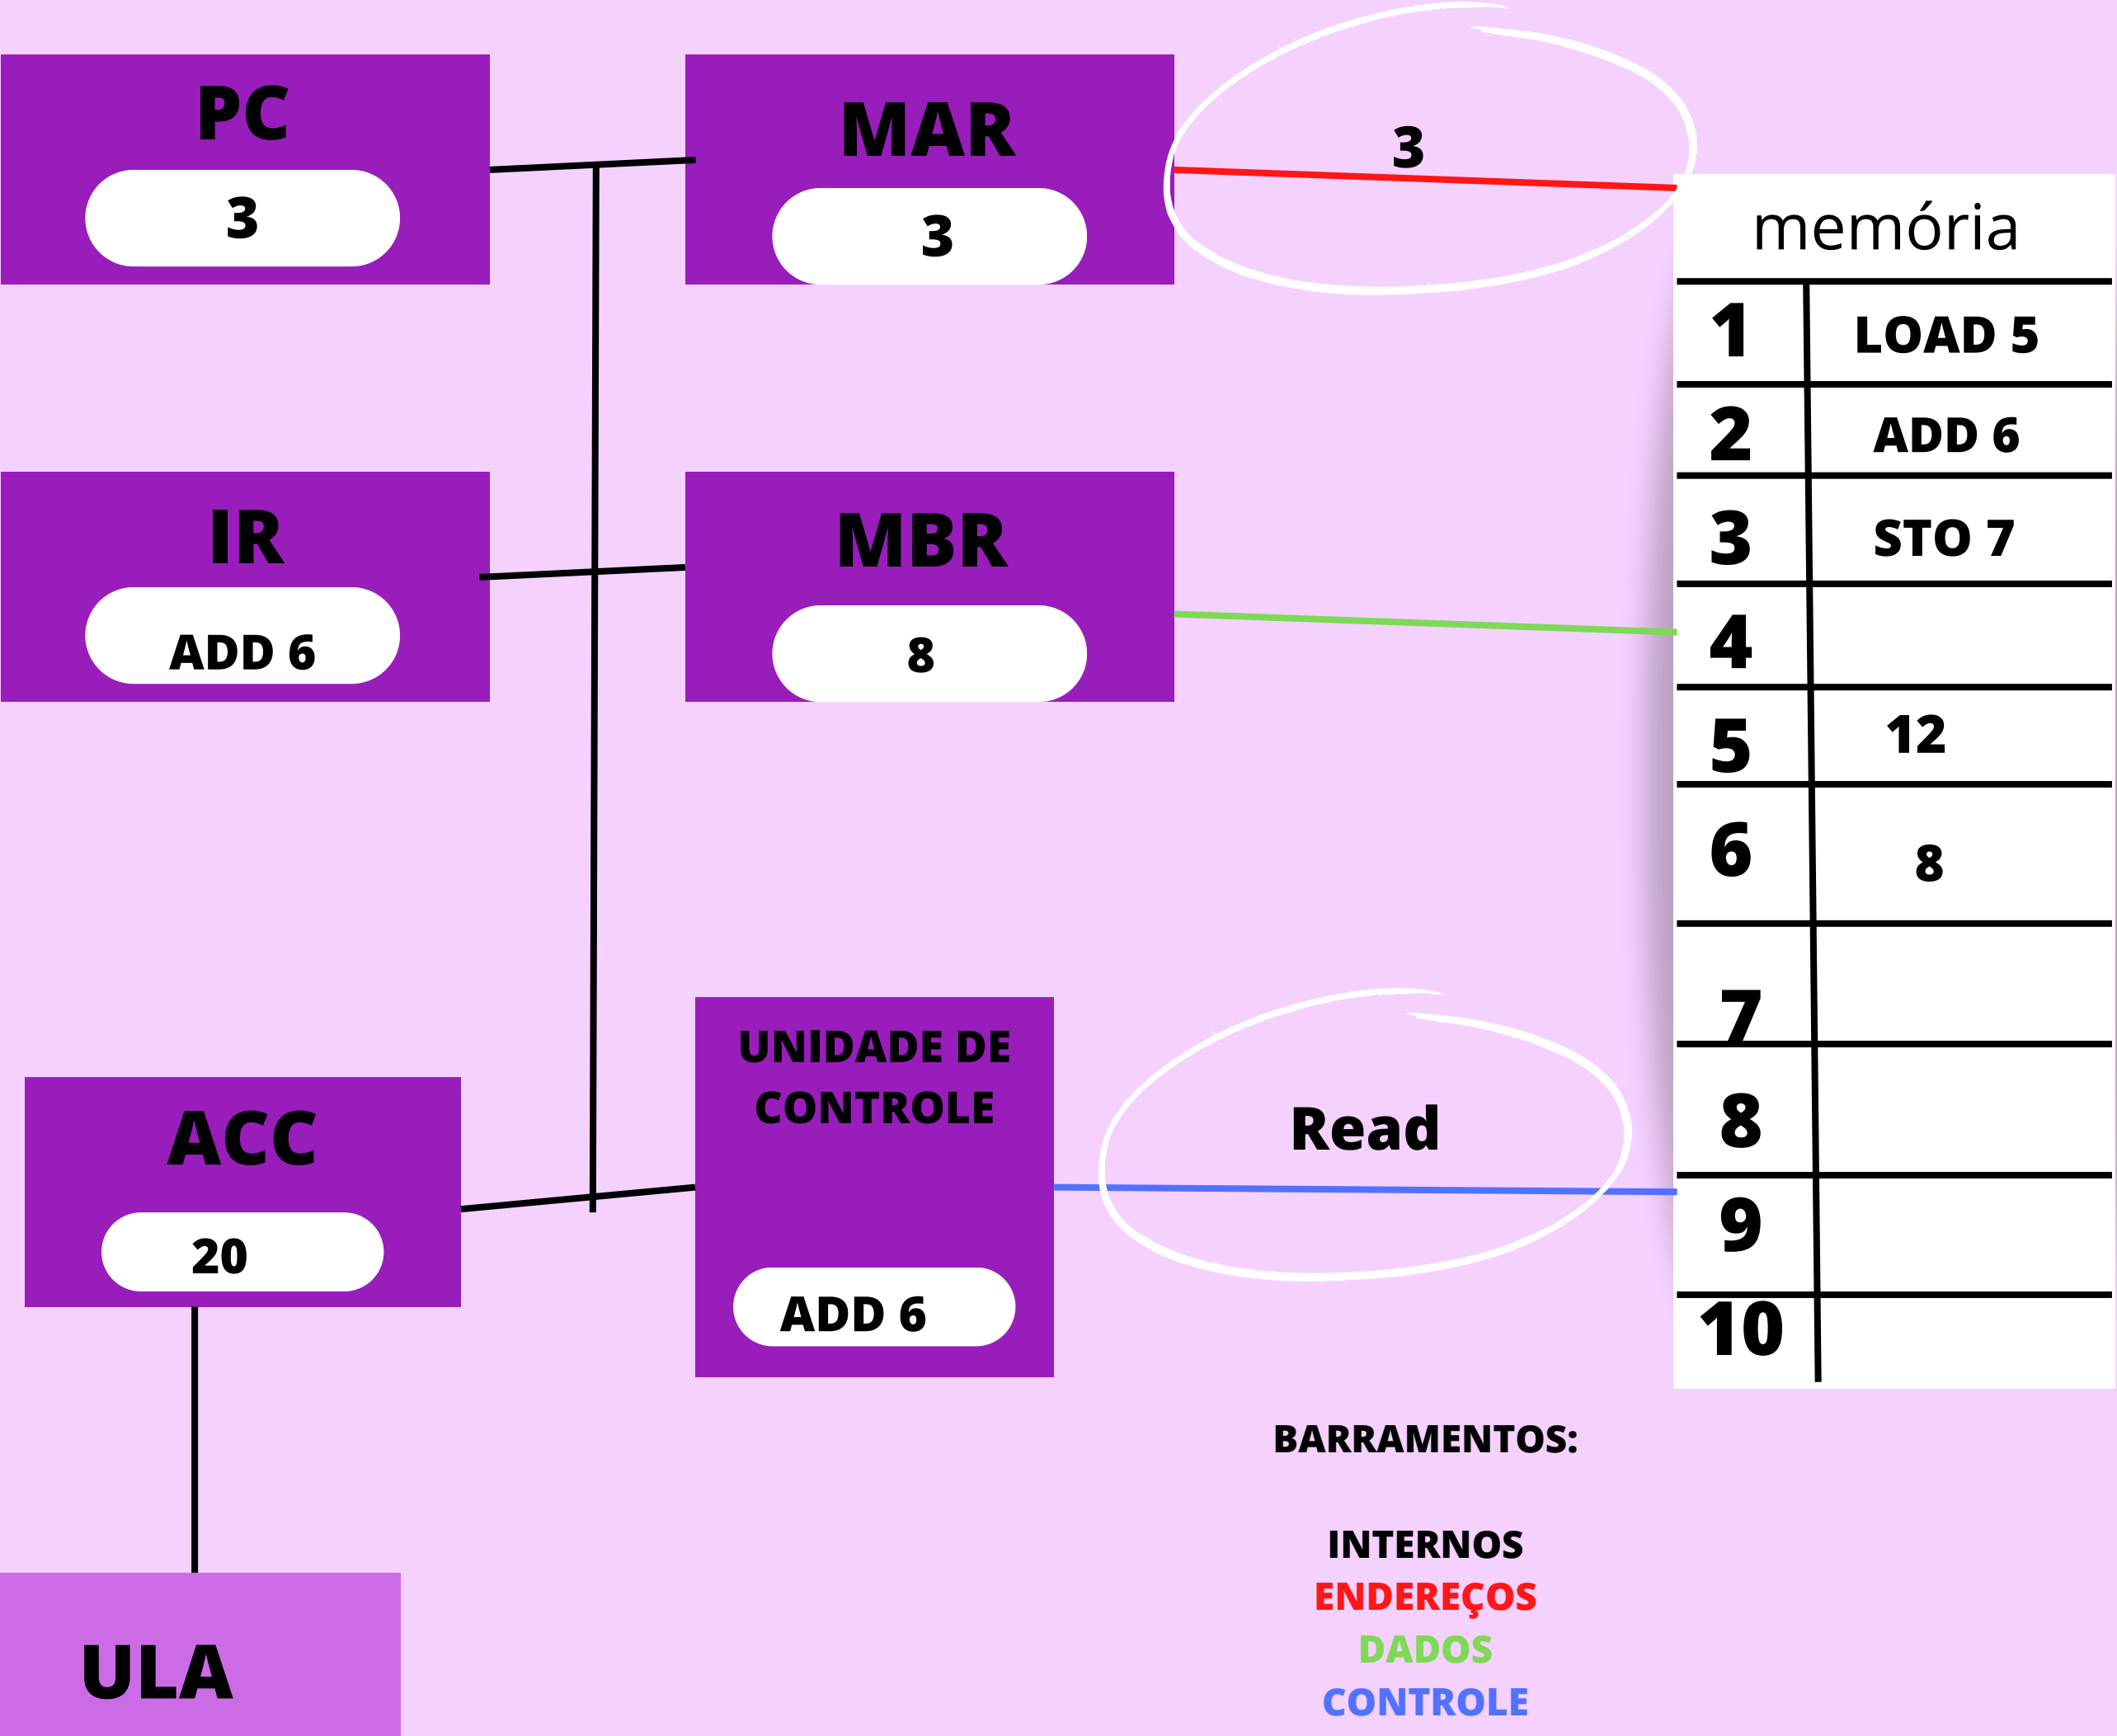 PC
3
MAR
3
3
IR
ADD 6
MBR
8
ACC
20
UNIDADE DE
CONTROLE
ADD 6
Read
ULA
memória
1 LOAD 5
2 ADD 6
3 STO 7
4
5 12
6 8
7
8
9
10
BARRAMENTOS:
INTERNOS
ENDEREÇOS
DADOS
CONTROLE